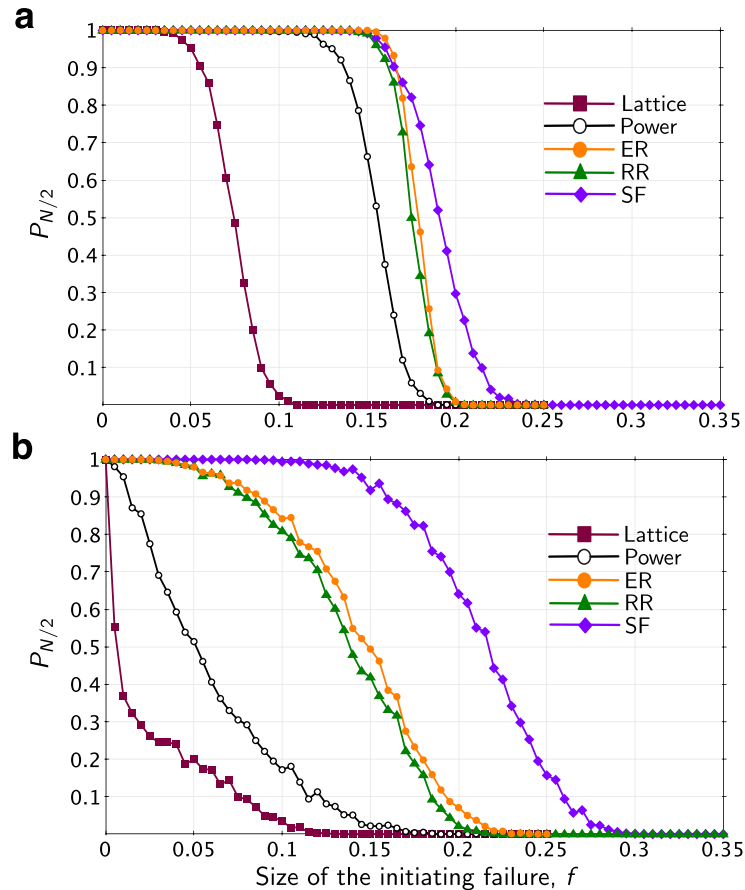 a
1
0.9
0.8
0.7
0.6
0.5
0.4
0.3
0.2
0.1
P_{N/2}
Lattice
Power
ER
RR
SF
0 0.05 0.1 0.15 0.2 0.25 0.3 0.35
b
1
0.9
0.8
0.7
0.6
0.5
0.4
0.3
0.2
0.1
P_{N/2}
Lattice
Power
ER
RR
SF
0 0.05 0.1 0.15 0.2 0.25 0.3 0.35
Size of the initiating failure, f